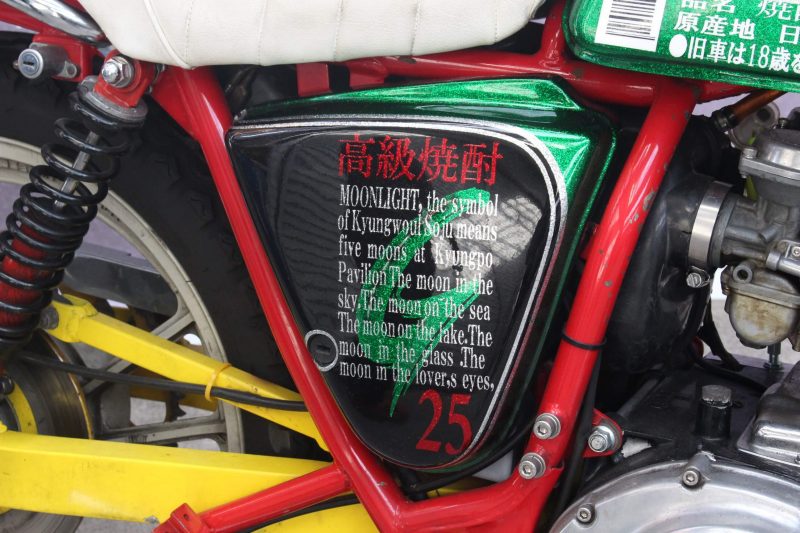 原産地 日
●旧車は18歳を
高級焼酎
MOONLIGHT, the symbol
of Kyungwoul Soju means
five moons at Kyungpo
Pavilion The moon in the
sky.The moon on the sea
The moon on the lake.The
moon in the glass .The
moon in the lover,s eyes,
25